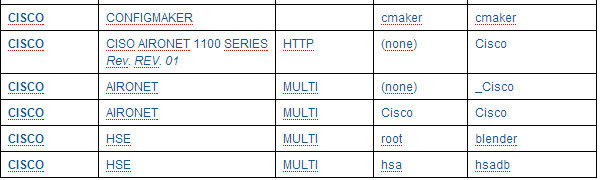 CISCO CONFIGMAKER cmaker cmaker
CISCO CISO AIRONET 1100 SERIES HTTP (none) Cisco
Rev. REV. 01
CISCO AIRONET MULTI (none) _Cisco
CISCO AIRONET MULTI Cisco Cisco
CISCO HSE MULTI root blender
CISCO HSE MULTI hsa hsadb